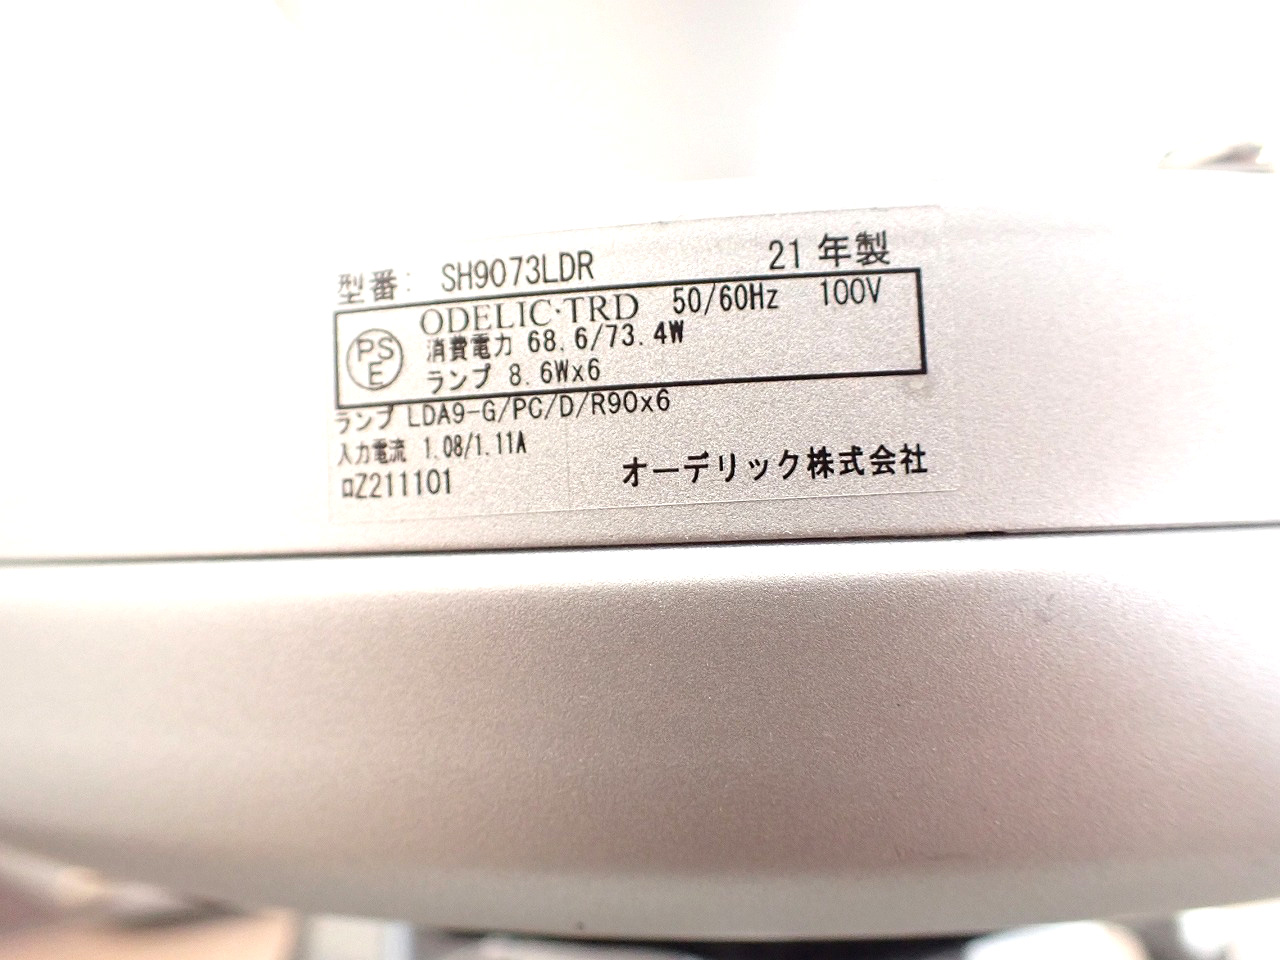 型番: SH9073LDR 21年製
PSE ODELIC·TRD 50/60Hz 100V
消費電力 68.6/73.4W
ランプ 8.6Wx6
ランプ LDA9-G/PC/D/R90x6
入力電流 1.08/1.11A
ロZ211101 オーデリック株式会社